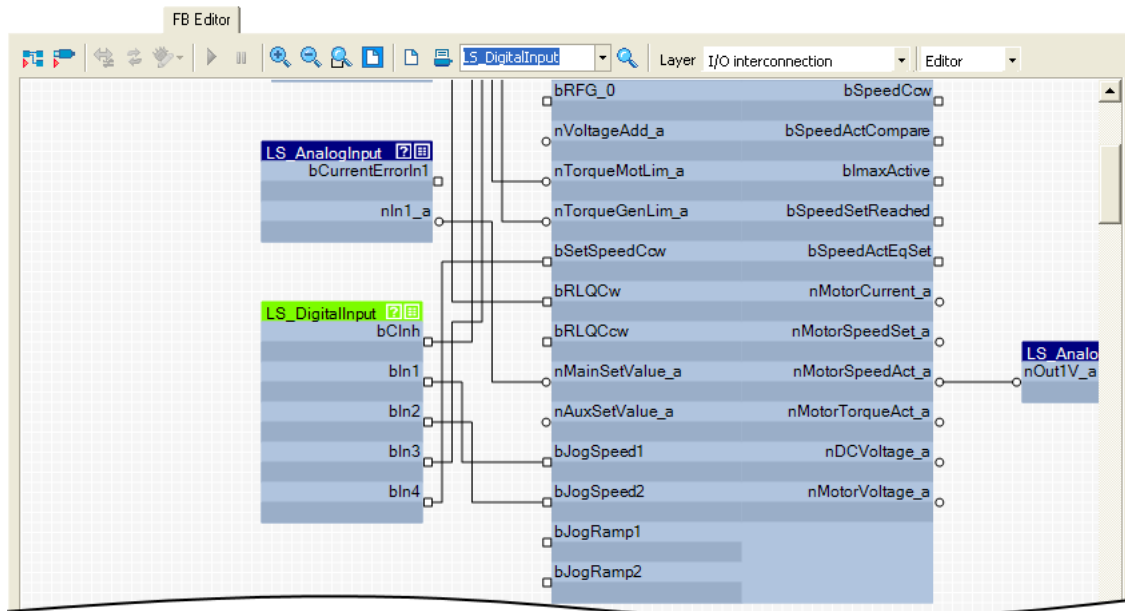 FB Editor
LS_DigitalInput
Layer
I/O interconnection
Editor
LS_AnalogInput
bCurrentErrorIn1
nIn1_a
LS_DigitalInput
bCInh
bIn1
bIn2
bIn3
bIn4
bRFG_0
nVoltageAdd_a
nTorqueMotLim_a
nTorqueGenLim_a
bSetSpeedCcw
bRLQCw
bRLQCcw
nMainSetValue_a
nAuxSetValue_a
bJogSpeed1
bJogSpeed2
bJogRamp1
bJogRamp2
bSpeedCcw
bSpeedActCompare
bImaxActive
bSpeedSetReached
bSpeedActEqSet
nMotorCurrent_a
nMotorSpeedSet_a
nMotorSpeedAct_a
nMotorTorqueAct_a
nDCVoltage_a
nMotorVoltage_a
LS_Analo
nOut1V_a